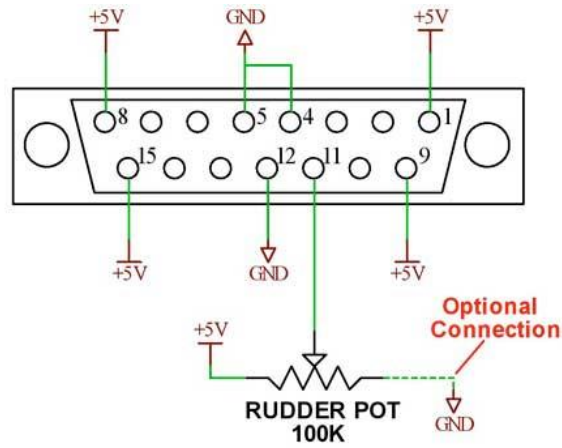 +5V GND +5V
8 5 4 1
15 12 11 9
+5V GND +5V
Optional
Connection
+5V
RUDDER POT
100K
GND